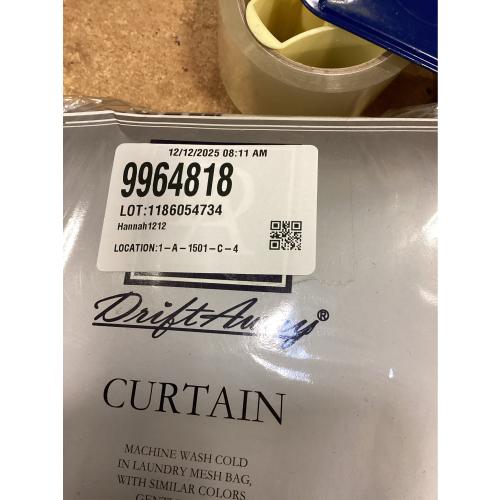 12/12/2025 08:11 AM
9964818
LOT:1186054734
Hannah1212
LOCATION:1-A-1501-C-4
DriftAway®
CURTAIN
MACHINE WASH COLD
IN LAUNDRY MESH BAG,
WITH SIMILAR COLORS